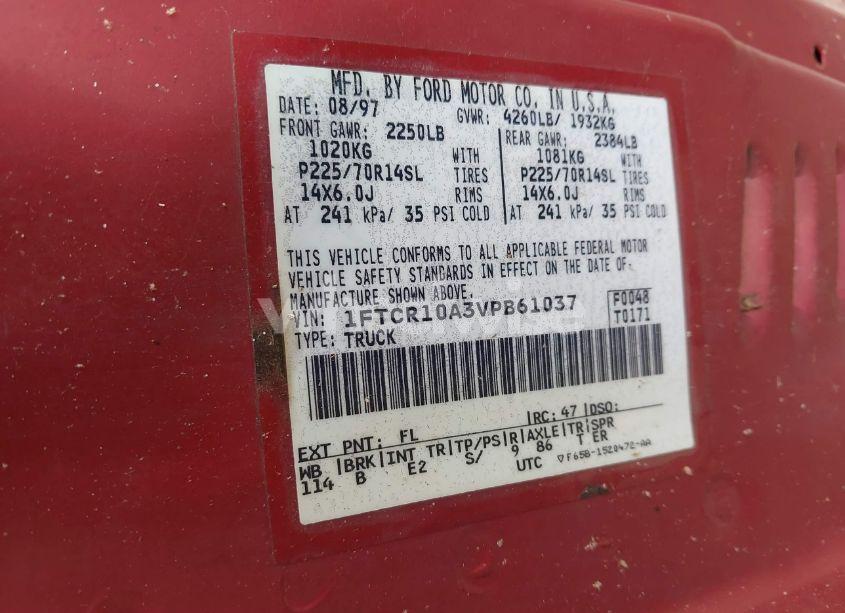 MFD. BY FORD MOTOR CO. IN U.S.A.
DATE: 08/97 GVWR: 4260LB/ 1932KG
FRONT GAWR: 2250LB REAR GAWR: 2384LB
1020KG WITH 1081KG WITH
P225/70R14SL TIRES P225/70R14SL TIRES
14X6.0J RIMS 14X6.0J RIMS
AT 241 kPa/ 35 PSI COLD AT 241 kPa/ 35 PSI COLD
THIS VEHICLE CONFORMS TO ALL APPLICABLE FEDERAL MOTOR
VEHICLE SAFETY STANDARDS IN EFFECT ON THE DATE OF
MANUFACTURE SHOWN ABOVE.
VIN: 1FTCR10A3VPB61037 F0048
TYPE: TRUCK T0171
EXT PNT: FL RC: 47 DSO:
WB BRK INT TR TP/PS R AXLE TR SPR
114 B E2 S/ 9 86 T ER
UTC ▽F65B-1520472-AA